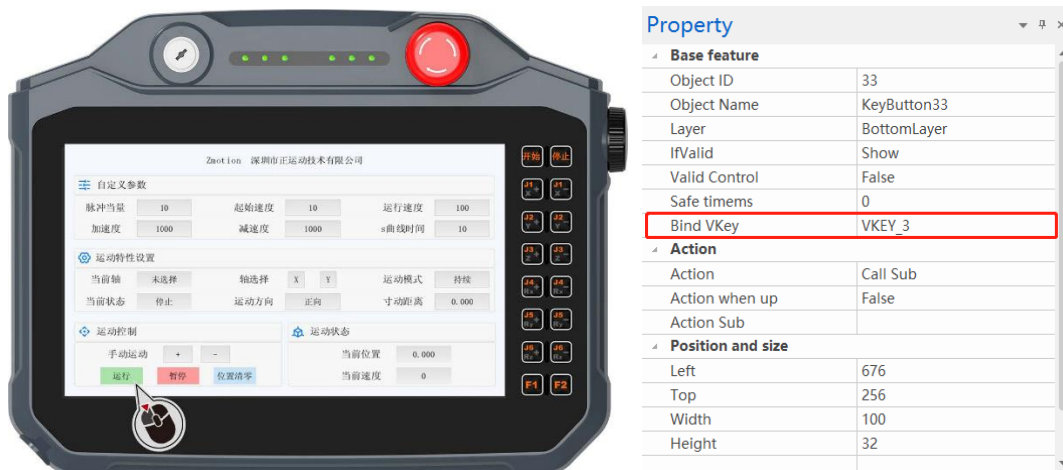 Zmotion 深圳市正运动技术有限公司
自定义参数
脉冲当量 10 起始速度 10 运行速度 100
加速度 1000 减速度 1000 s曲线时间 10
运动特性设置
当前轴 未选择 轴选择 X Y 运动模式 持续
当前状态 停止 运动方向 正向 寸动距离 0.000
运动控制 运动状态
手动运动 + - 当前位置 0.000
运行 暂停 位置清零 当前速度 0
开始 停止
J1 X + J1 X -
J2 Y + J2 Y -
J3 Z + J3 Z -
J4 Rx + J4 Rx -
J5 + J5 -
J6 + J6 -
F1 F2
Property
Base feature
Object ID 33
Object Name KeyButton33
Layer BottomLayer
IfValid Show
Valid Control False
Safe timems 0
Bind VKey VKEY_3
Action
Action Call Sub
Action when up False
Action Sub
Position and size
Left 676
Top 256
Width 100
Height 32